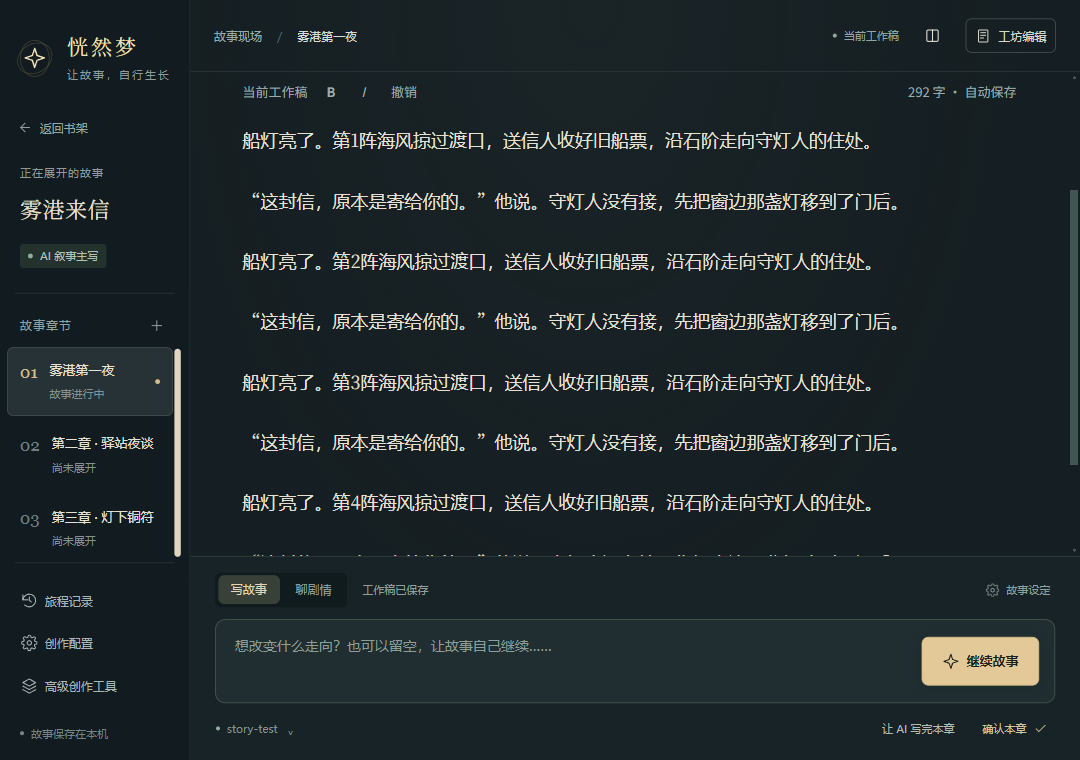 恍然梦
让故事，自行生长
返回书架
正在展开的故事
雾港来信
AI 叙事主写
故事章节
01 雾港第一夜
故事进行中
02 第二章 · 驿站夜谈
尚未展开
03 第三章 · 灯下铜符
尚未展开
旅程记录
创作配置
高级创作工具
故事保存在本机
故事现场 / 雾港第一夜
当前工作稿
工坊编辑
当前工作稿 B I 撤销
292 字 · 自动保存
船灯亮了。第1阵海风掠过渡口，送信人收好旧船票，沿石阶走向守灯人的住处。
“这封信，原本是寄给你的。”他说。守灯人没有接，先把窗边那盏灯移到了门后。
船灯亮了。第2阵海风掠过渡口，送信人收好旧船票，沿石阶走向守灯人的住处。
“这封信，原本是寄给你的。”他说。守灯人没有接，先把窗边那盏灯移到了门后。
船灯亮了。第3阵海风掠过渡口，送信人收好旧船票，沿石阶走向守灯人的住处。
“这封信，原本是寄给你的。”他说。守灯人没有接，先把窗边那盏灯移到了门后。
船灯亮了。第4阵海风掠过渡口，送信人收好旧船票，沿石阶走向守灯人的住处。
写故事 聊剧情 工作稿已保存
故事设定
想改变什么走向？也可以留空，让故事自己继续……
继续故事
story-test
让 AI 写完本章 确认本章